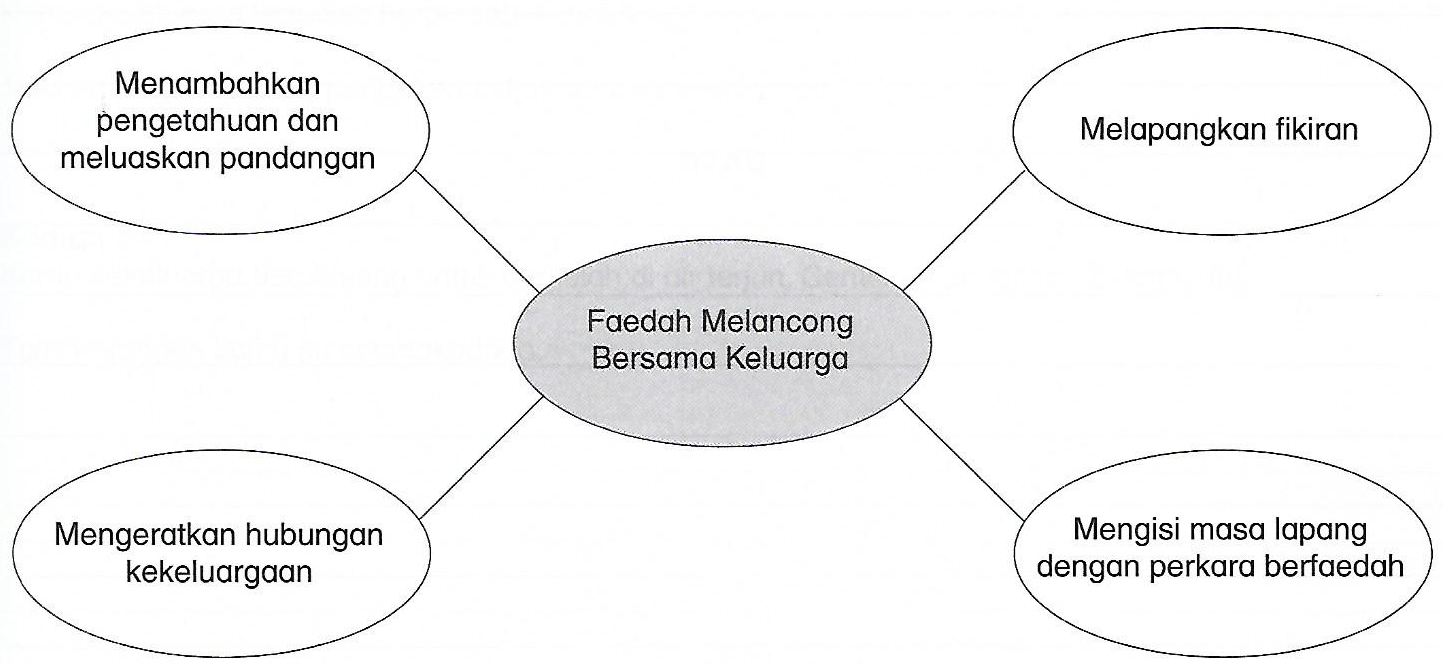 Menambahkan
pengetahuan dan
meluaskan pandangan
Melapangkan fikiran
Faedah Melancong
Bersama Keluarga
Mengeratkan hubungan
kekeluargaan
Mengisi masa lapang
dengan perkara berfaedah